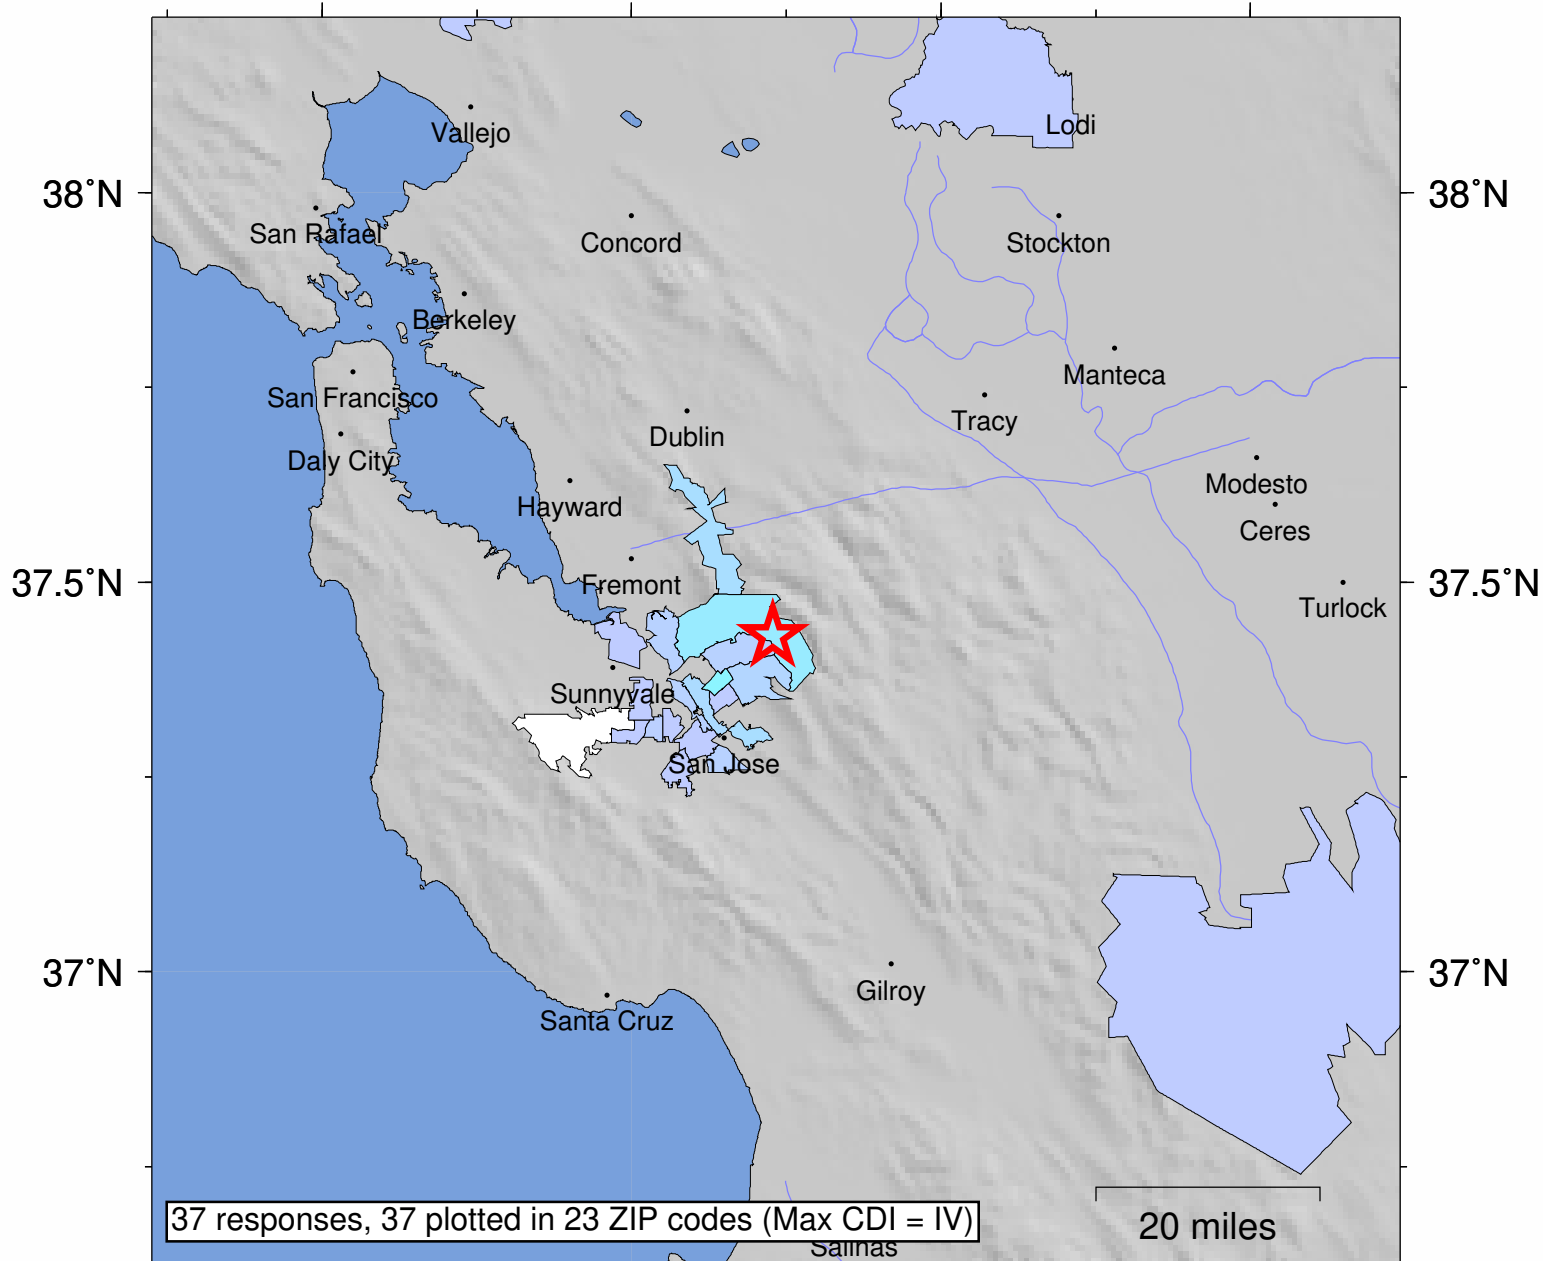 Vallejo
Lodi
38°N
38°N
San Rafael
Concord
Stockton
Berkeley
Manteca
San Francisco
Tracy
Dublin
Daly City
Modesto
Hayward
Ceres
37.5°N
Fremont
37.5°N
Turlock
Sunnyvale
San Jose
37°N
37°N
Gilroy
Santa Cruz
37 responses, 37 plotted in 23 ZIP codes (Max CDI = IV)
20 miles
Salinas